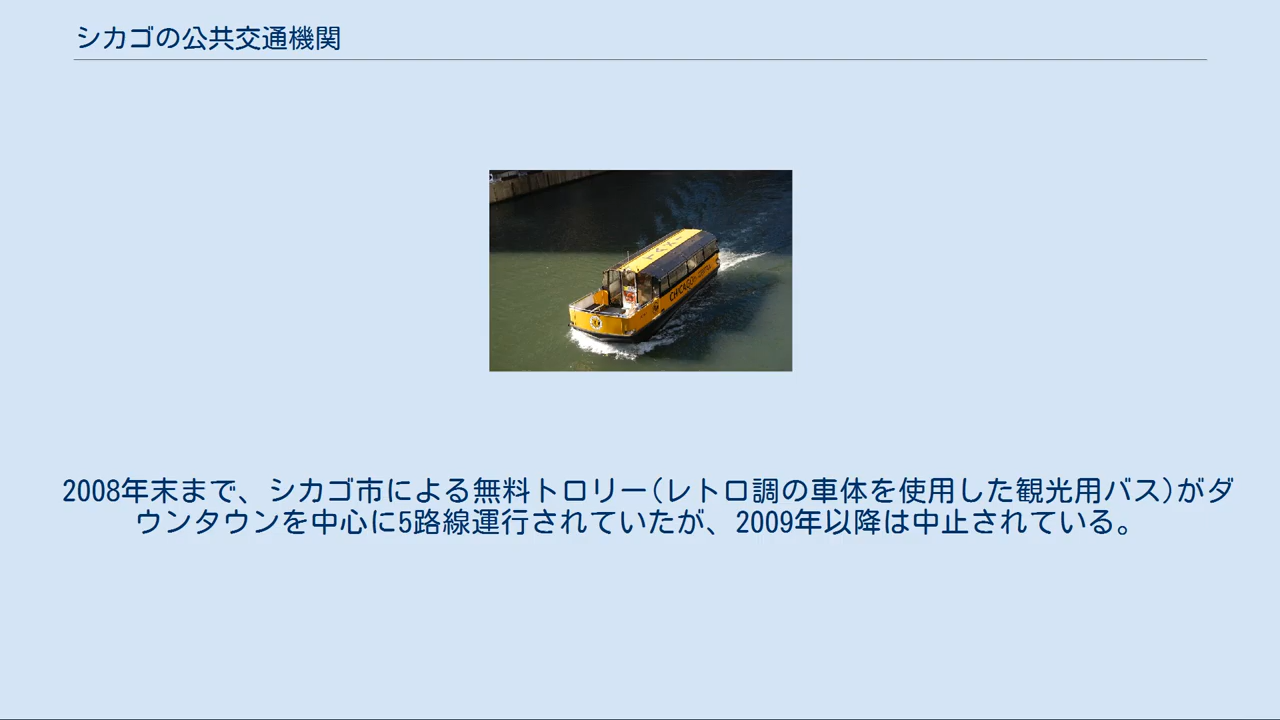 シカゴの公共交通機関
CHICAGO
2008年末まで、シカゴ市による無料トロリー(レトロ調の車体を使用した観光用バス)がダ
ウンタウンを中心に5路線運行されていたが、2009年以降は中止されている。